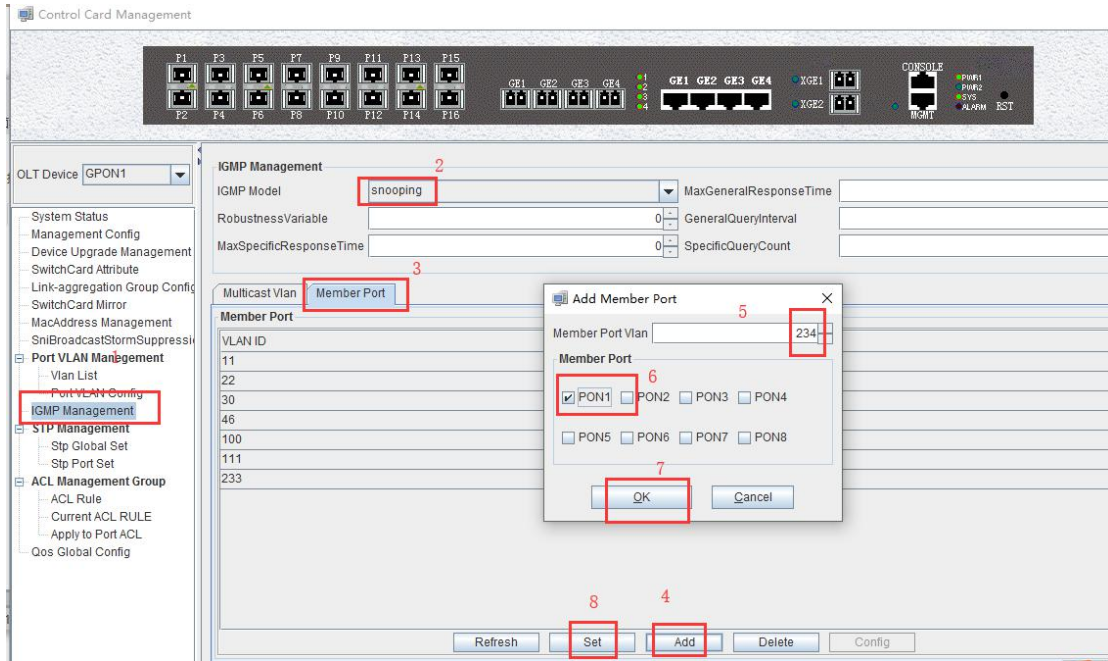 Control Card Management
P1 P3 P5 P7 P9 P11 P13 P15
P2 P4 P6 P8 P10 P12 P14 P16
GE1 GE2 GE3 GE4
1
2
3
4
GE1 GE2 GE3 GE4
XGE1
XGE2
CONSOLE
MGMT
PWR1
PWR2
SYS
ALARM
RST
OLT Device GPON1
System Status
Management Config
Device Upgrade Management
SwitchCard Attribute
Link-aggregation Group Config
SwitchCard Mirror
MacAddress Management
SniBroadcastStormSuppressi
Port VLAN Management
1
Vlan List
Port VLAN Config
IGMP Management
STP Management
Stp Global Set
Stp Port Set
ACL Management Group
ACL Rule
Current ACL RULE
Apply to Port ACL
Qos Global Config
IGMP Management
2
IGMP Model snooping MaxGeneralResponseTime
RobustnessVariable 0 GeneralQueryInterval
MaxSpecificResponseTime 0 SpecificQueryCount
3
Multicast Vlan Member Port
Member Port
VLAN ID
11
22
30
46
100
111
233
Add Member Port
5
Member Port Vlan 234
Member Port
6
PON1 PON2 PON3 PON4
PON5 PON6 PON7 PON8
7
OK Cancel
8 4
Refresh Set Add Delete Config